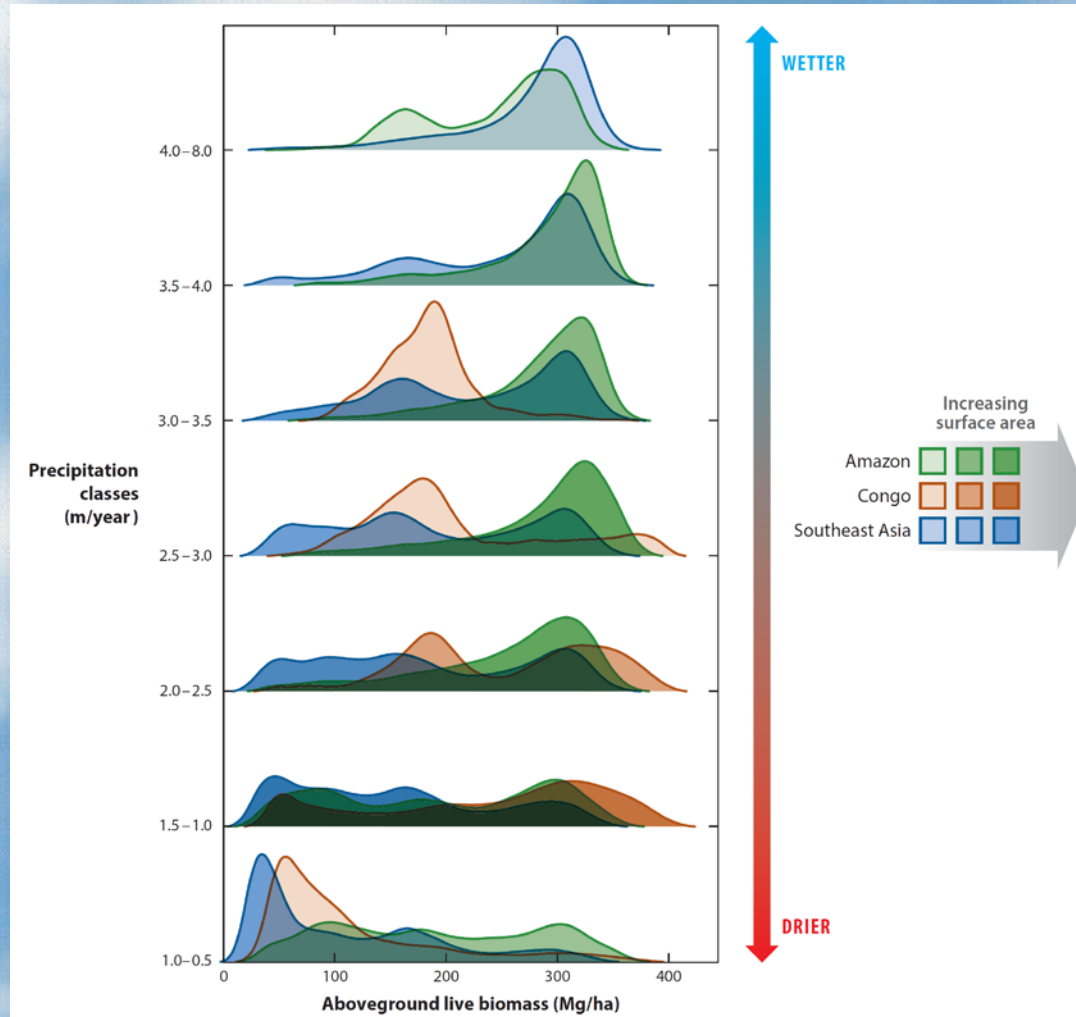 WETTER
4.0–8.0
3.5–4.0
3.0–3.5
Precipitation
classes
(m/year)
2.5–3.0
2.0–2.5
1.5–1.0
1.0–0.5
DRIER
0 100 200 300 400
Aboveground live biomass (Mg/ha)
Increasing
surface area
Amazon
Congo
Southeast Asia